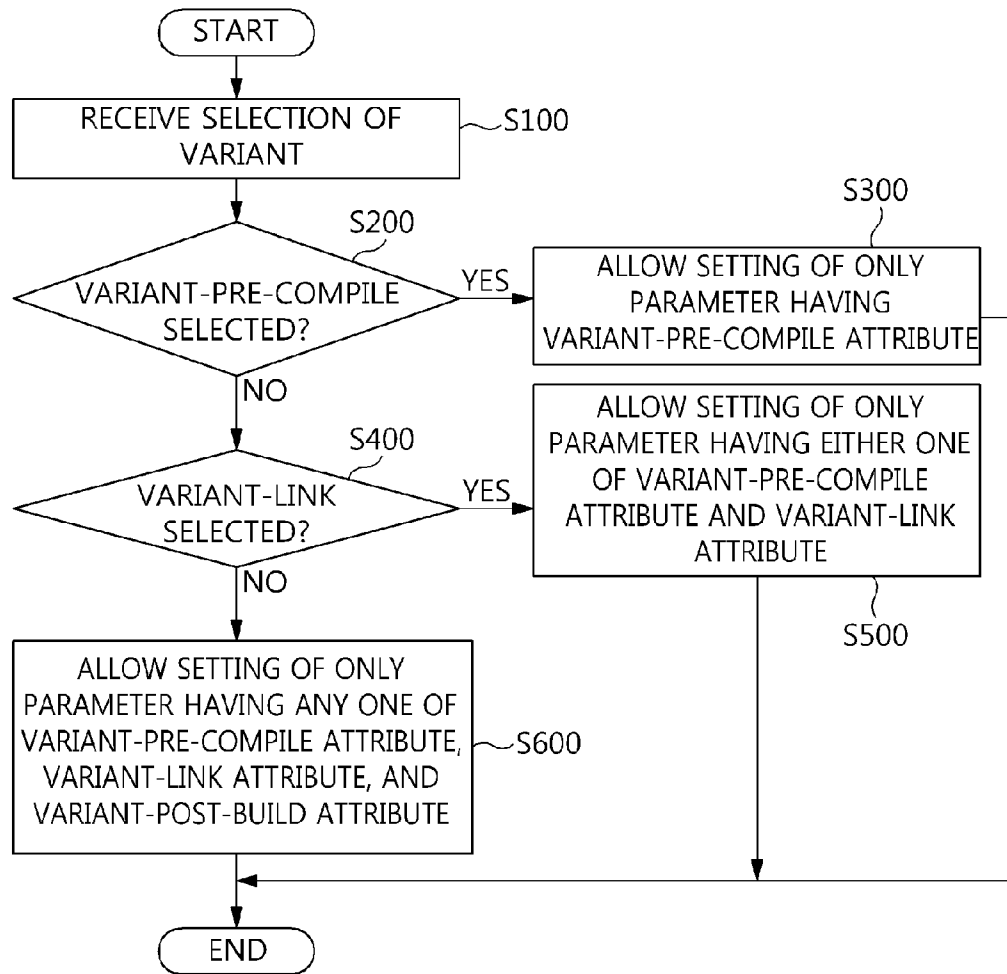 START
RECEIVE SELECTION OF
VARIANT
S100
S200
VARIANT-PRE-COMPILE
SELECTED?
YES
NO
S300
ALLOW SETTING OF ONLY
PARAMETER HAVING
VARIANT-PRE-COMPILE ATTRIBUTE
S400
VARIANT-LINK
SELECTED?
YES
NO
ALLOW SETTING OF ONLY
PARAMETER HAVING EITHER ONE
OF VARIANT-PRE-COMPILE
ATTRIBUTE AND VARIANT-LINK
ATTRIBUTE
S500
ALLOW SETTING OF ONLY
PARAMETER HAVING ANY ONE OF
VARIANT-PRE-COMPILE ATTRIBUTE,
VARIANT-LINK ATTRIBUTE, AND
VARIANT-POST-BUILD ATTRIBUTE
S600
END